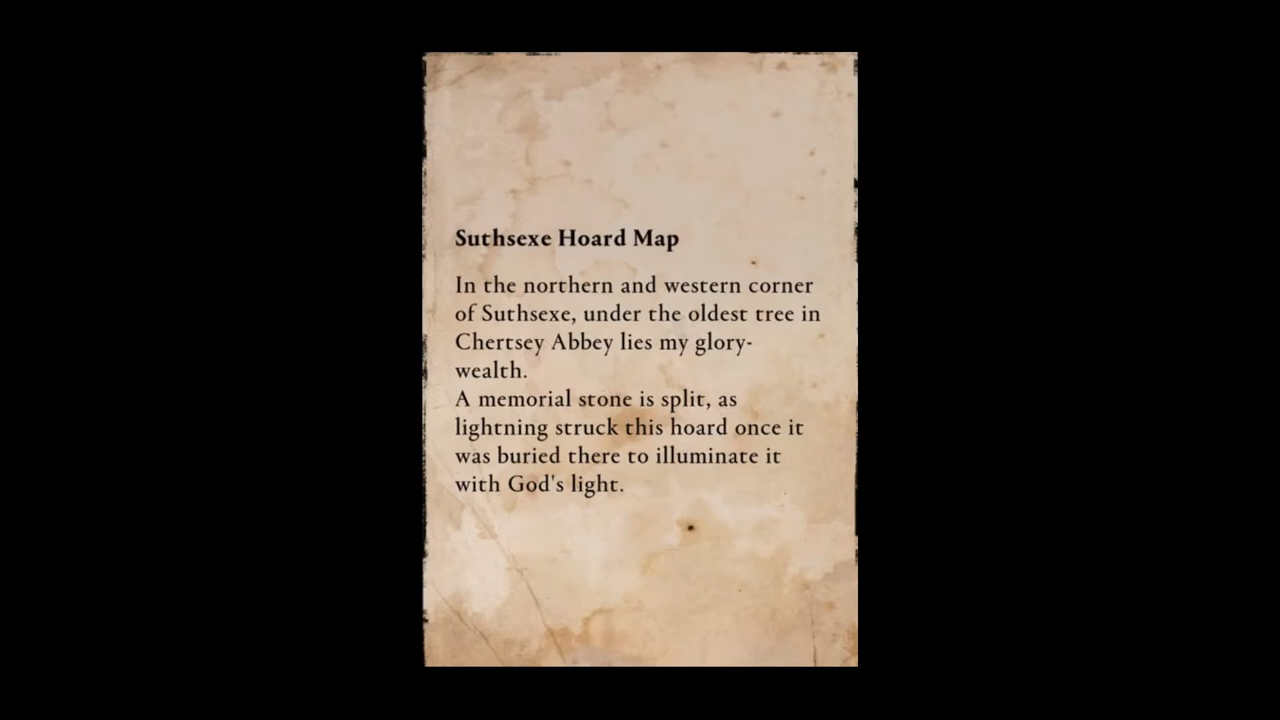 Suthsexe Hoard Map
In the northern and western corner
of Suthsexe, under the oldest tree in
Chertsey Abbey lies my glory-
wealth.
A memorial stone is split, as
lightning struck this hoard once it
was buried there to illuminate it
with God's light.